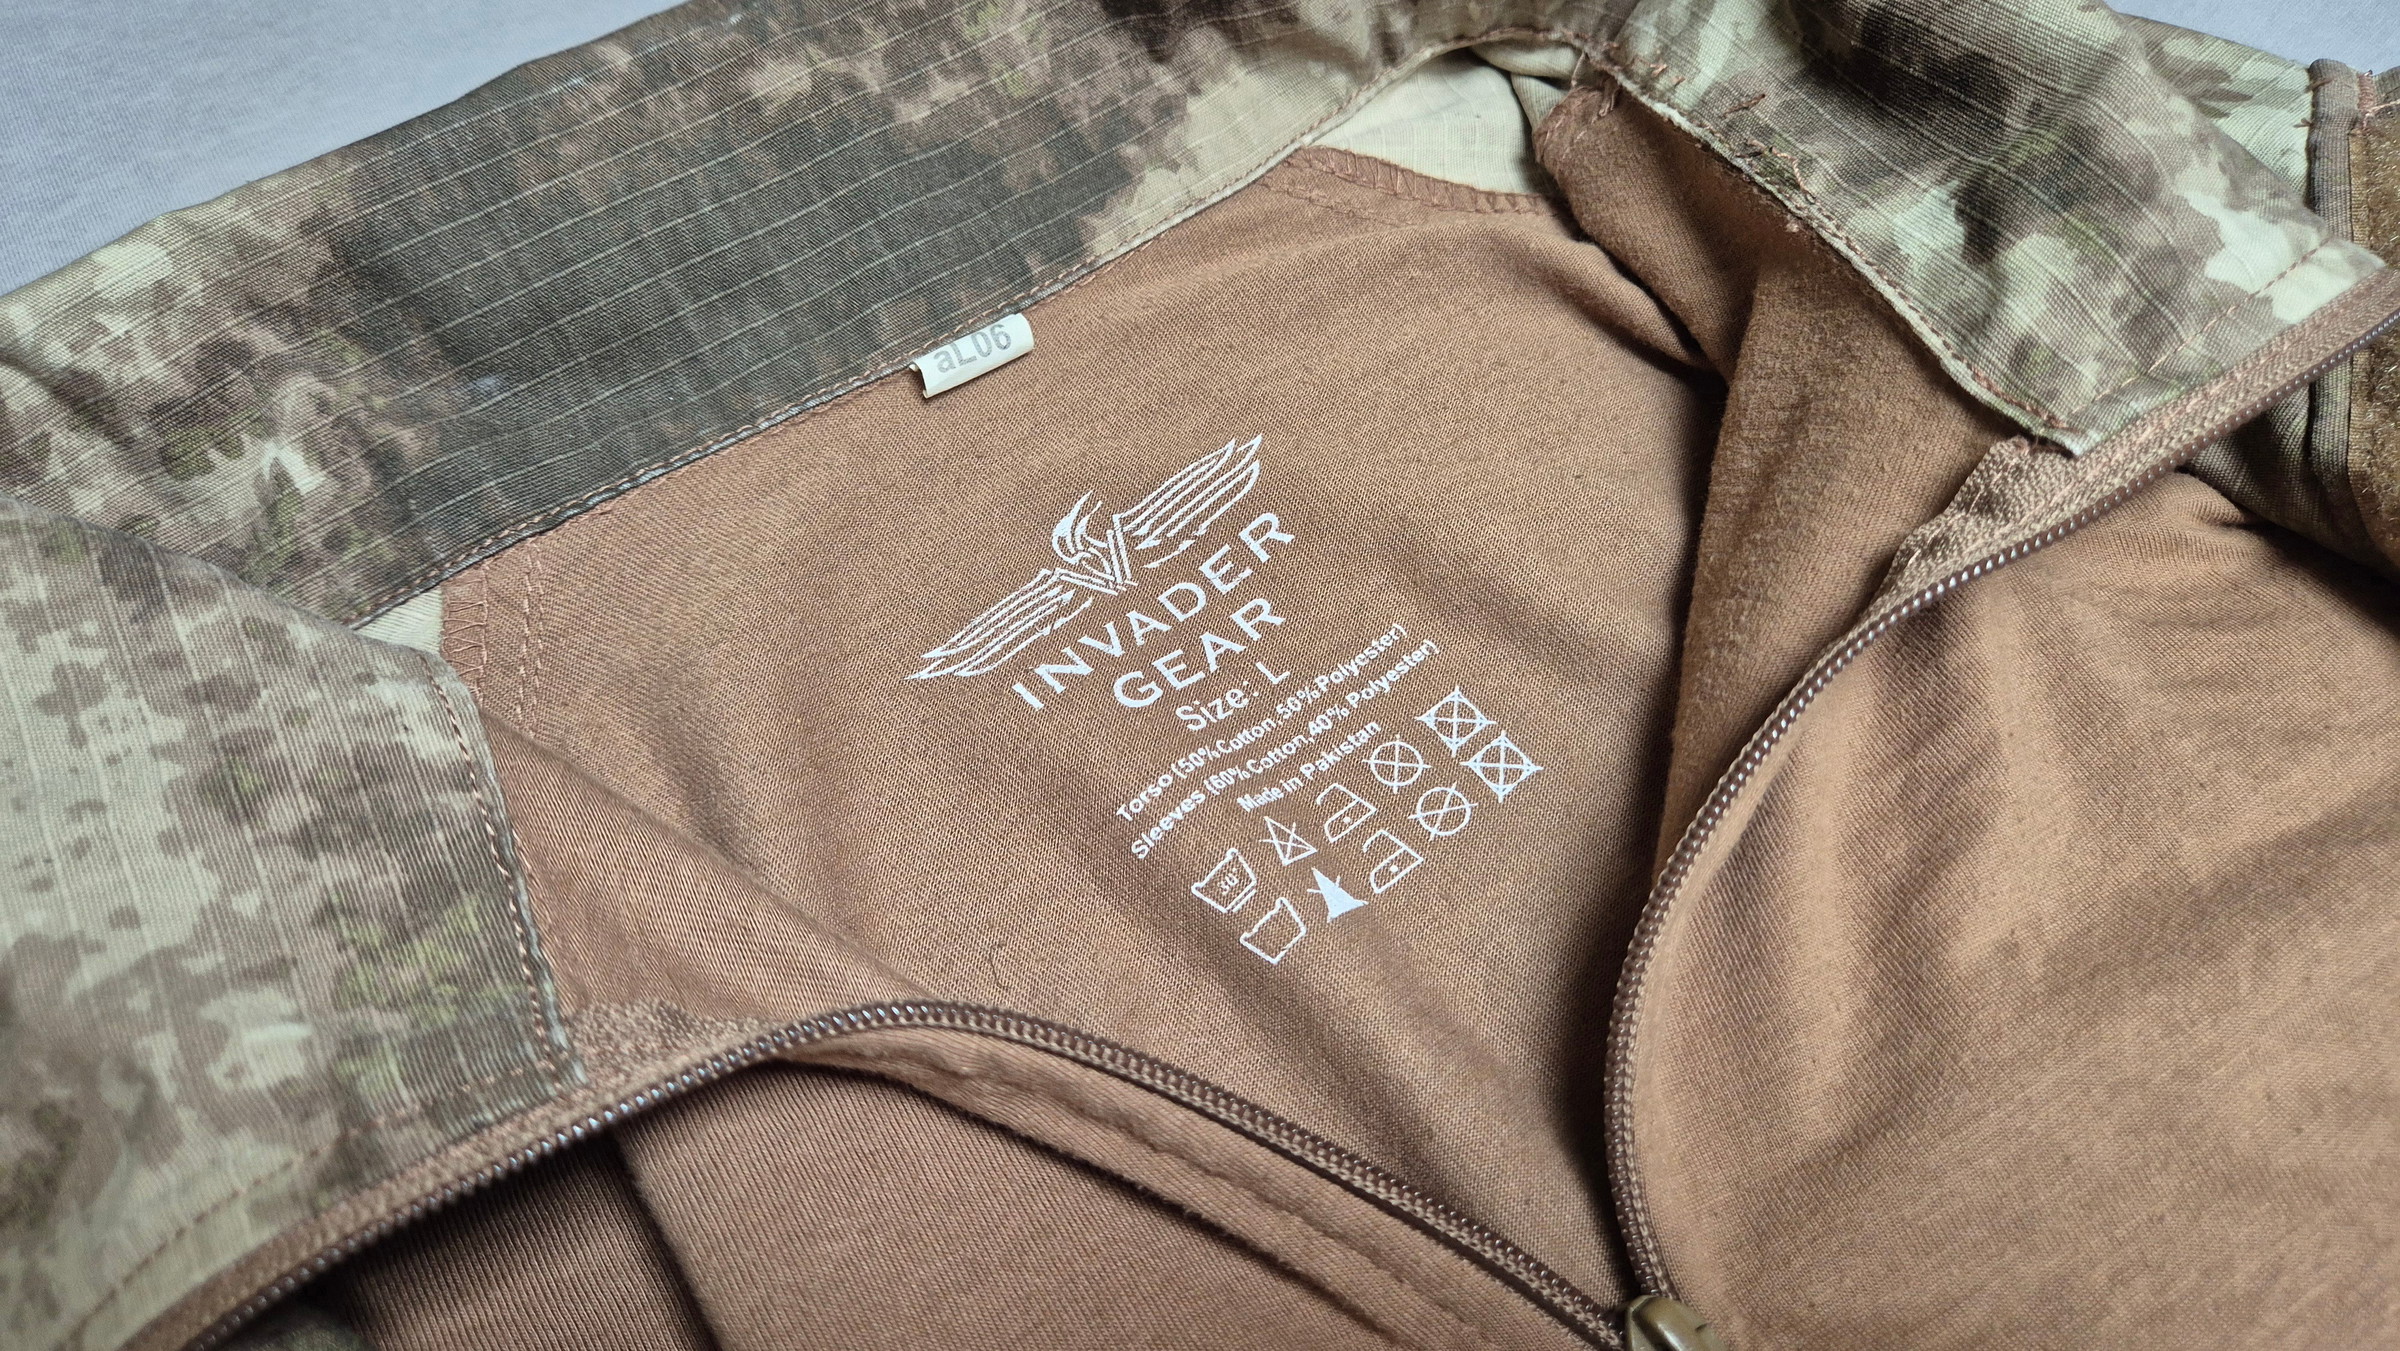 aL06
INVADER
GEAR
Size: L
Torso (50% Cotton, 50% Polyester)
Sleeves (60% Cotton, 40% Polyester)
Made In Pakistan